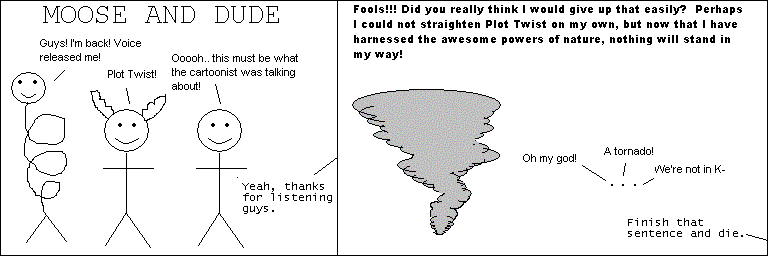 MOOSE AND DUDE
Guys! I'm back! Voice
released me!
Plot Twist!
Ooooh.. this must be what
the cartoonist was talking
about!
Yeah, thanks
for listening
guys.
Fools!!! Did you really think I would give up that easily? Perhaps
I could not straighten Plot Twist on my own, but now that I have
harnessed the awesome powers of nature, nothing will stand in
my way!
Oh my god!
A tornado!
We're not in K-
Finish that
sentence and die.